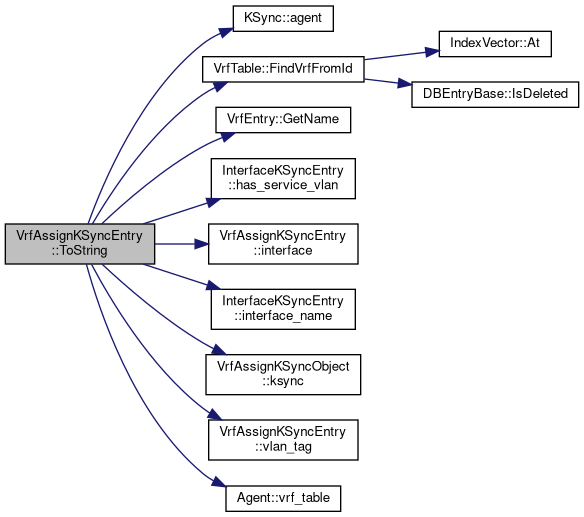 VrfAssignKSyncEntry
::ToString
KSync::agent
VrfTable::FindVrfFromId
IndexVector::At
DBEntryBase::IsDeleted
VrfEntry::GetName
InterfaceKSyncEntry
::has_service_vlan
VrfAssignKSyncEntry
::interface
InterfaceKSyncEntry
::interface_name
VrfAssignKSyncObject
::ksync
VrfAssignKSyncEntry
::vlan_tag
Agent::vrf_table